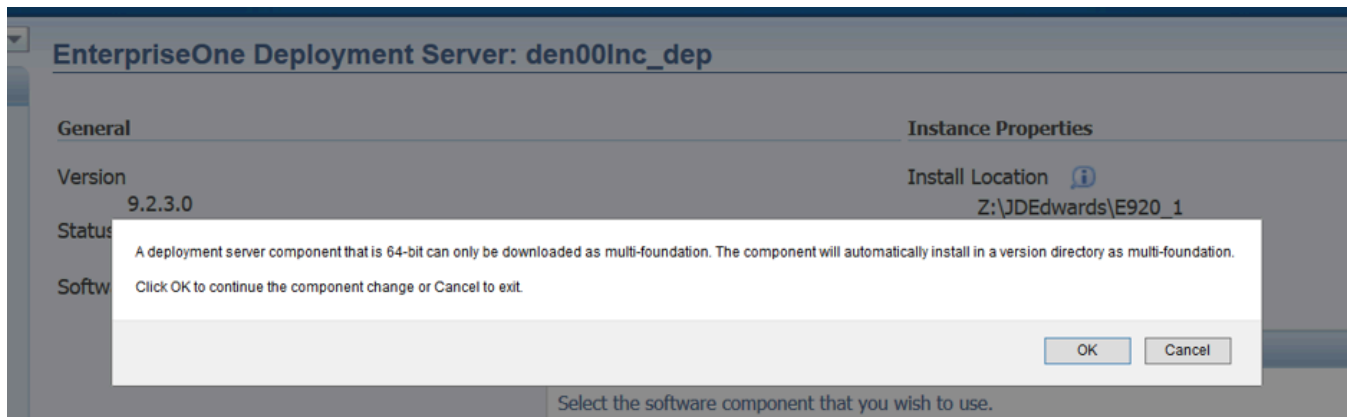 EnterpriseOne Deployment Server: den00lnc_dep
General
Instance Properties
Version
9.2.3.0
Install Location
Z:\JDEdwards\E920_1
Status
A deployment server component that is 64-bit can only be downloaded as multi-foundation. The component will automatically install in a version directory as multi-foundation.
Softw
Click OK to continue the component change or Cancel to exit.
OK
Cancel
Select the software component that you wish to use.